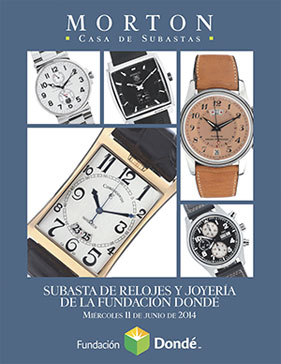 MORTON
CASA DE SUBASTAS
SUBASTA DE RELOJES Y JOYERÍA
DE LA FUNDACIÓN DONDE
MIÉRCOLES 11 DE JUNIO DE 2014
Fundación Dondé